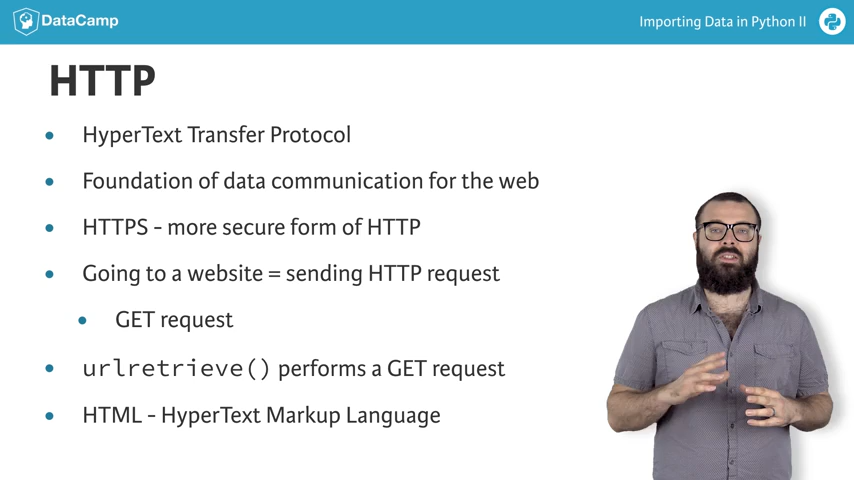 DataCamp
Importing Data in Python II
HTTP
HyperText Transfer Protocol
Foundation of data communication for the web
HTTPS - more secure form of HTTP
Going to a website = sending HTTP request
GET request
urlretrieve() performs a GET request
HTML - HyperText Markup Language